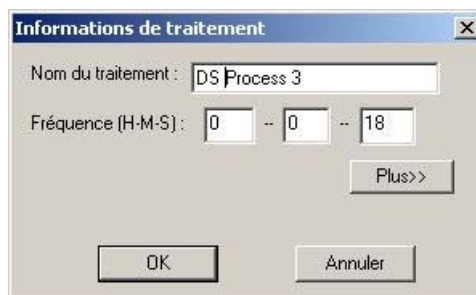 Informations de traitement
Nom du traitement : DS Process 3
Fréquence (H-M-S) : 0 -- 0 -- 18
Plus>>
OK Annuler